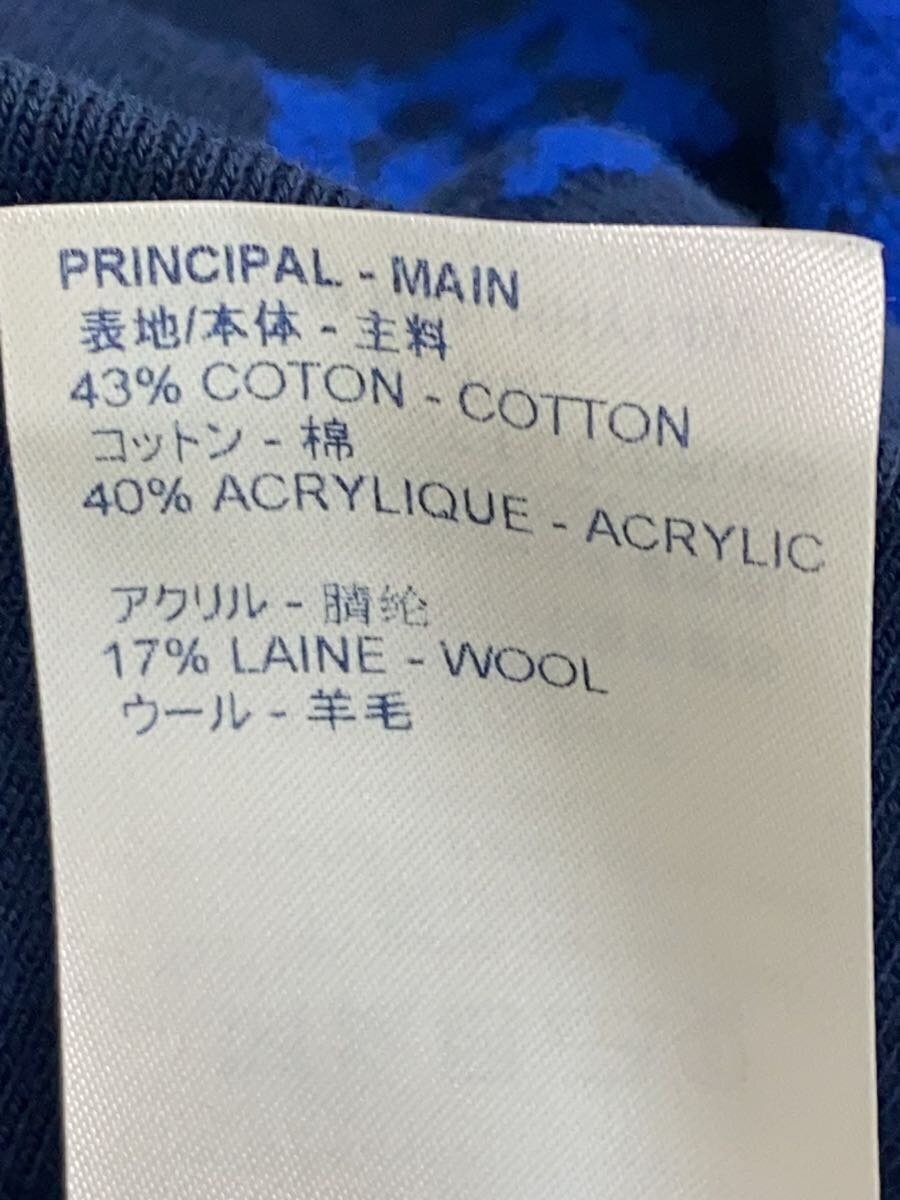 PRINCIPAL - MAIN
表地/本体 - 主料
43% COTON - COTTON
コットン - 棉
40% ACRYLIQUE - ACRYLIC
アクリル - 腈纶
17% LAINE - WOOL
ウール - 羊毛